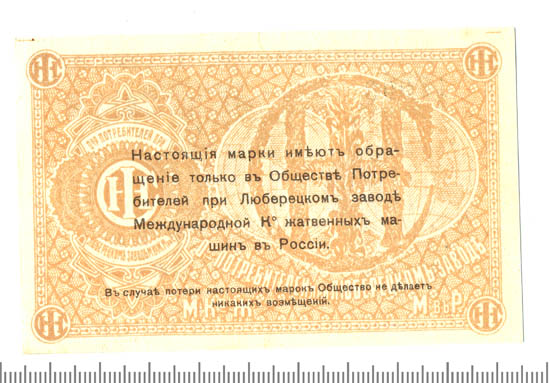 Настоящія марки имѣютъ обра-
щеніе только въ Обществѣ Потре-
бителей при Люберецкомъ заводѣ
Международной Кº жатвенныхъ ма-
шинъ въ Россіи.
Въ случаѣ потери настоящихъ марокъ Общество не дѣлаетъ
никакихъ возмѣщеній.